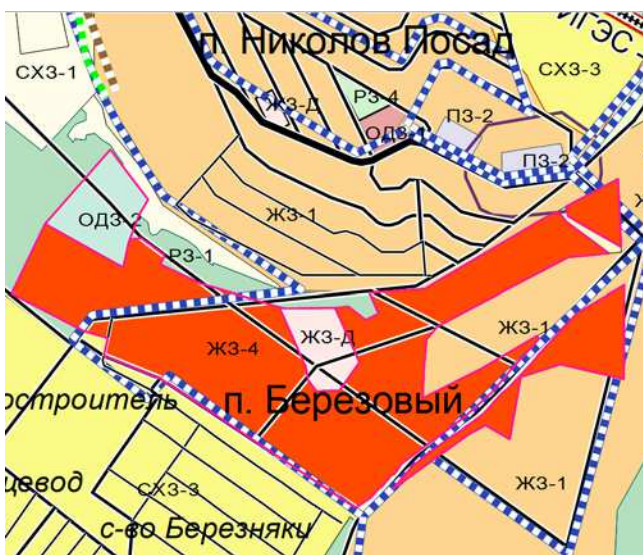 ИГЭС
п. Николов Посад
СХЗ-1
СХЗ-3
ЖЗ-Д
РЗ-4
ПЗ-2
ОДЗ-1
ПЗ-2
ОДЗ-2
ЖЗ-1
Ж
РЗ-1
ЖЗ-Д
ЖЗ-1
ЖЗ-4
остроитель
п. Березовый
цевод
СХЗ-3
ЖЗ-1
с-во Березняки